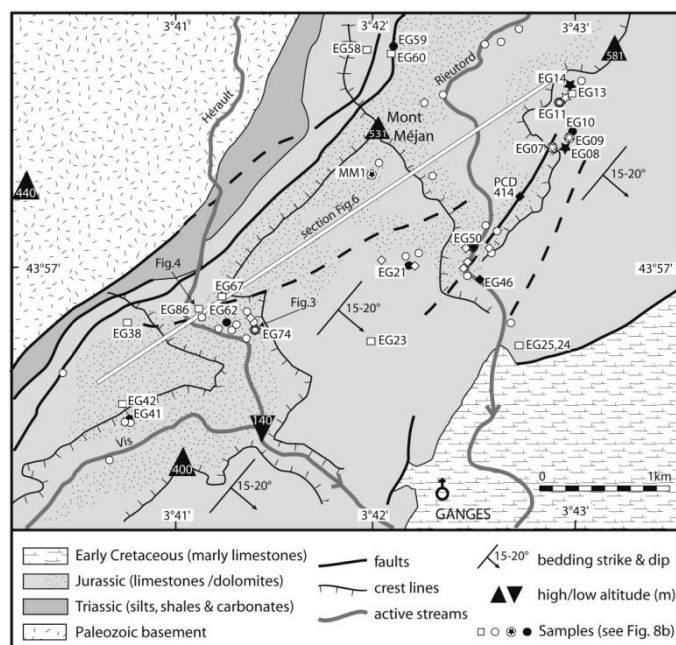 3°41' 3°42' 3°43'
EG59
EG58
EG60
Rieutord
581
Hérault
EG14
EG13
EG11
Mont
Méjan
531
EG10
EG09
EG07
EG08
MM1
PCD
414
15-20°
440
section Fig.6
EG50
43°57'
43°57'
Fig.4
EG67
EG21
EG46
Fig.3
EG86
EG62
15-20°
EG38
EG74
EG23
EG25,24
EG42
EG41
140
Vis
400
15-20°
0 1km
GANGES
3°41' 3°42' 3°43'
Early Cretaceous (marly limestones)
Jurassic (limestones /dolomites)
Triassic (silts, shales & carbonates)
Paleozoic basement
faults
crest lines
active streams
15-20° bedding strike & dip
high/low altitude (m)
Samples (see Fig. 8b)